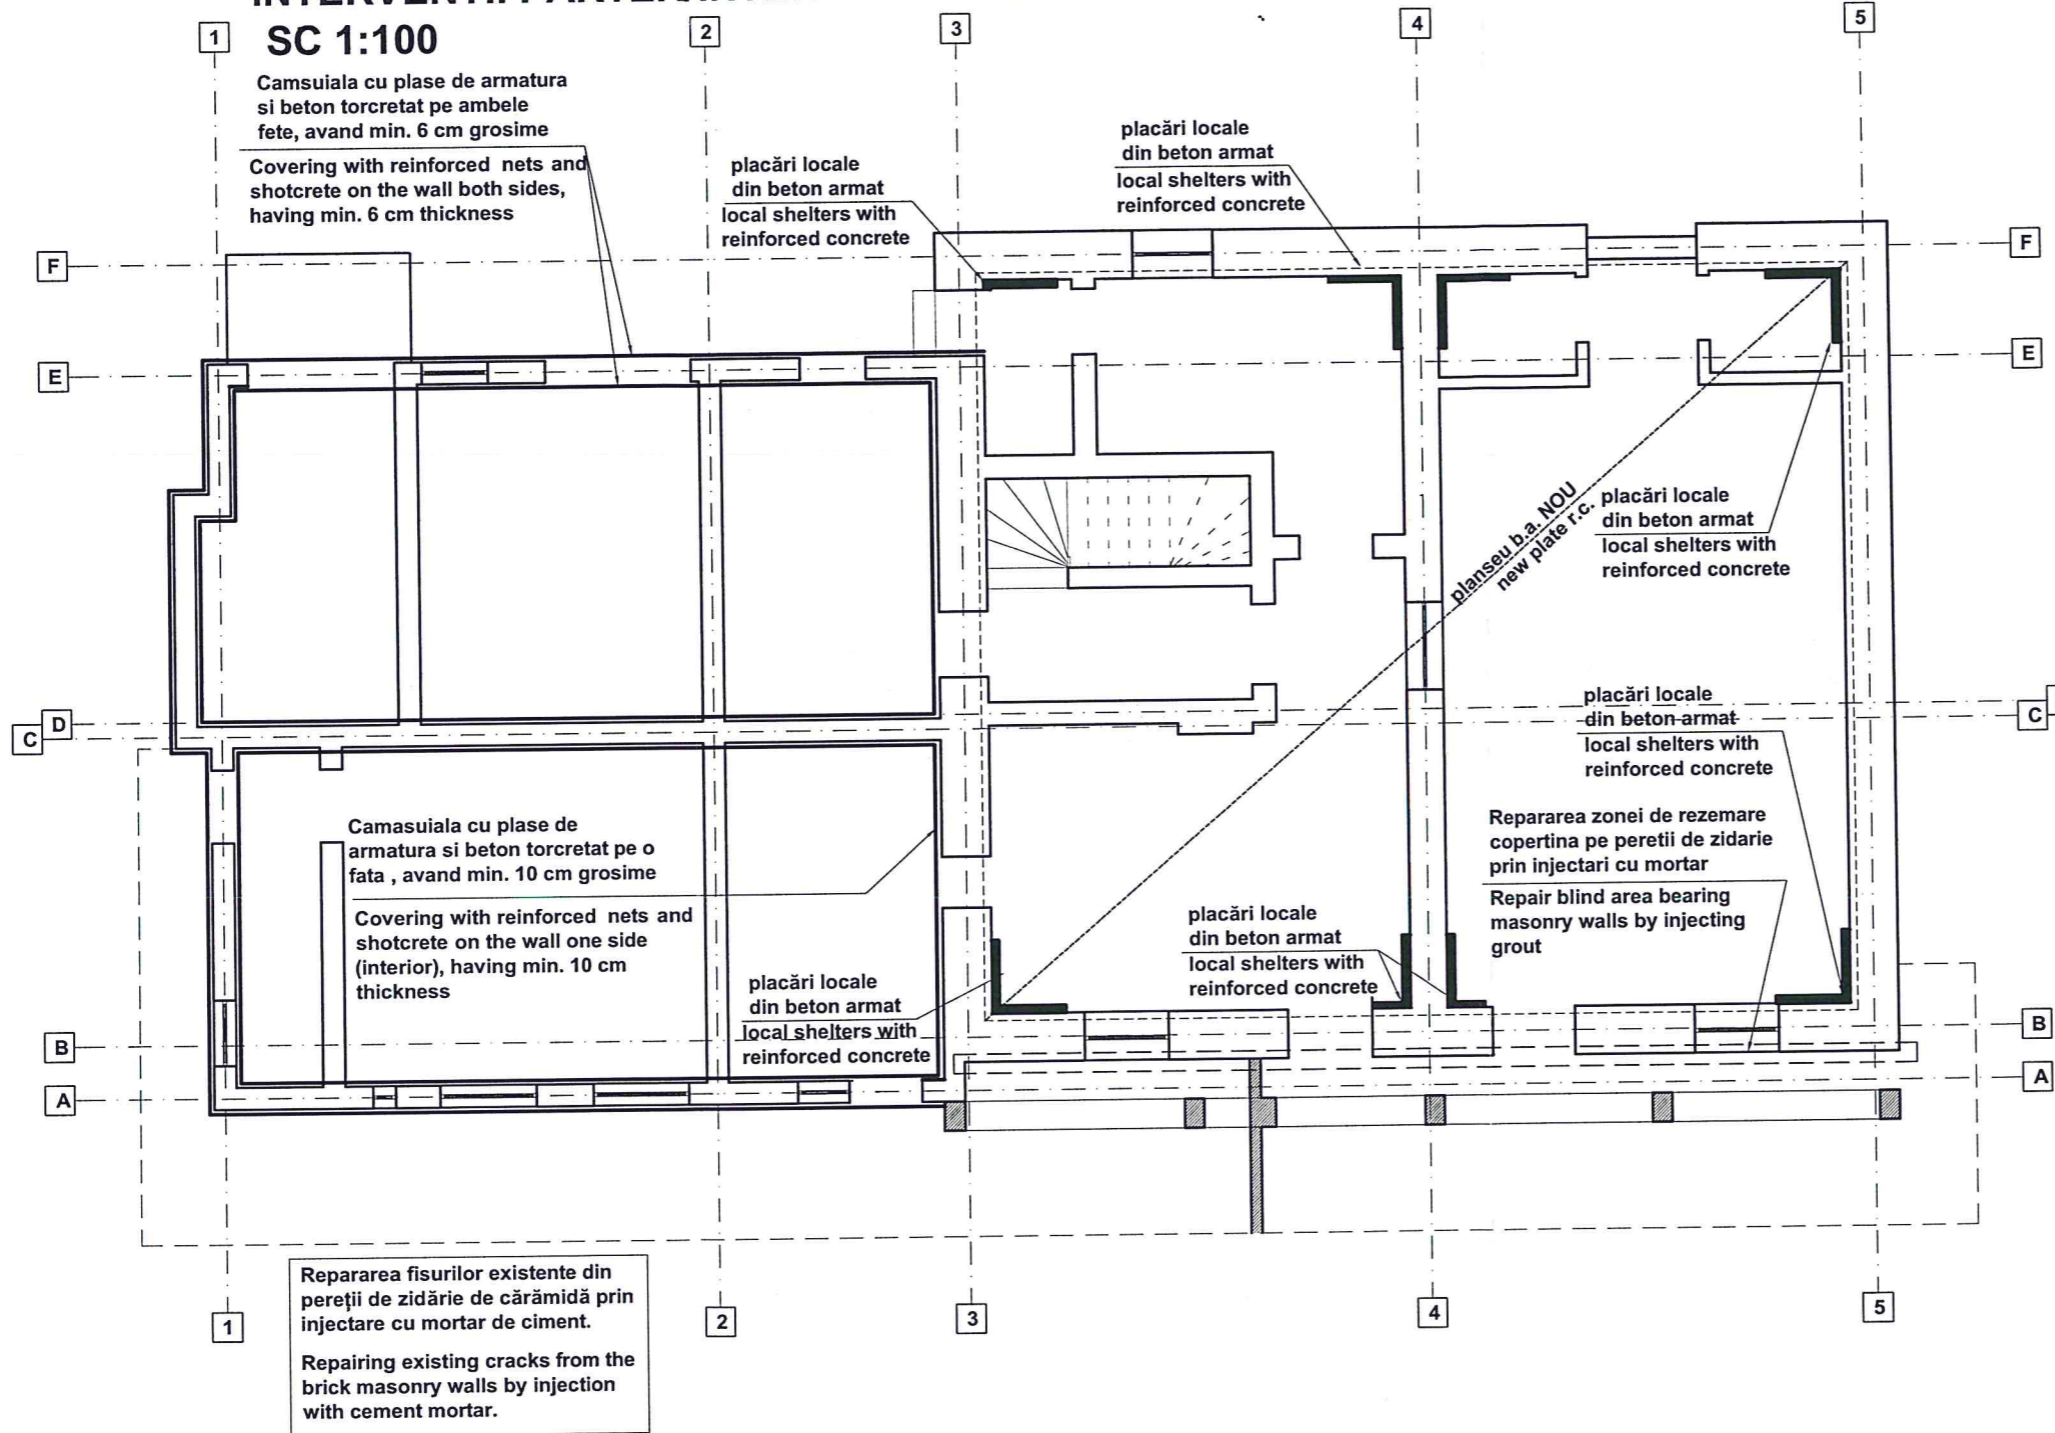 SC 1:100
1
2
3
4
5
Camsuiala cu plase de armatura
si beton torcretat pe ambele
fete, avand min. 6 cm grosime
Covering with reinforced nets and
shotcrete on the wall both sides,
having min. 6 cm thickness
placări locale
din beton armat
local shelters with
reinforced concrete
placări locale
din beton armat
local shelters with
reinforced concrete
F
F
E
E
planseu b.a. NOU
new plate r.c.
placări locale
din beton armat
local shelters with
reinforced concrete
D
C
C
placări locale
din beton armat
local shelters with
reinforced concrete
Camasuiala cu plase de
armatura si beton torcretat pe o
fata , avand min. 10 cm grosime
Covering with reinforced nets and
shotcrete on the wall one side
(interior), having min. 10 cm
thickness
Repararea zonei de rezemare
copertina pe peretii de zidarie
prin injectari cu mortar
Repair blind area bearing
masonry walls by injecting
grout
placări locale
din beton armat
local shelters with
reinforced concrete
placări locale
din beton armat
local shelters with
reinforced concrete
B
B
A
A
1
2
3
4
5
Repararea fisurilor existente din
pereții de zidărie de cărămidă prin
injectare cu mortar de ciment.
Repairing existing cracks from the
brick masonry walls by injection
with cement mortar.